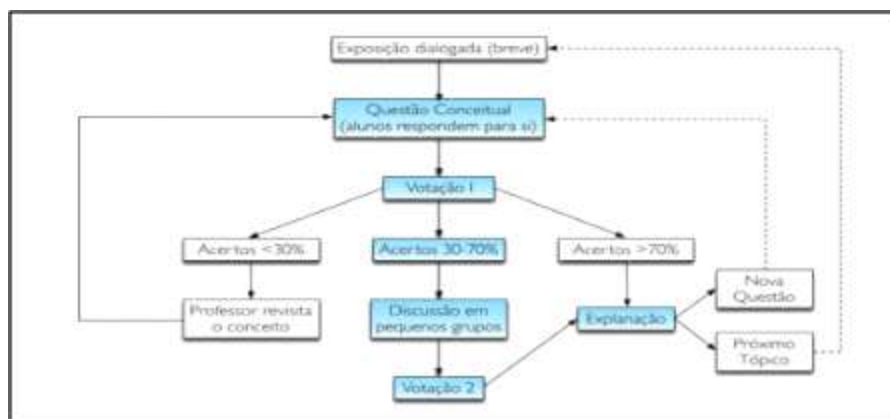 Exposição dialogada (breve)
Questão Conceitual
(alunos respondem para si)
Votação 1
Acertos <30%
Acertos 30-70%
Acertos >70%
Professor revisita
o conceito
Discussão em
pequenos grupos
Explanação
Nova
Questão
Próximo
Tópico
Votação 2